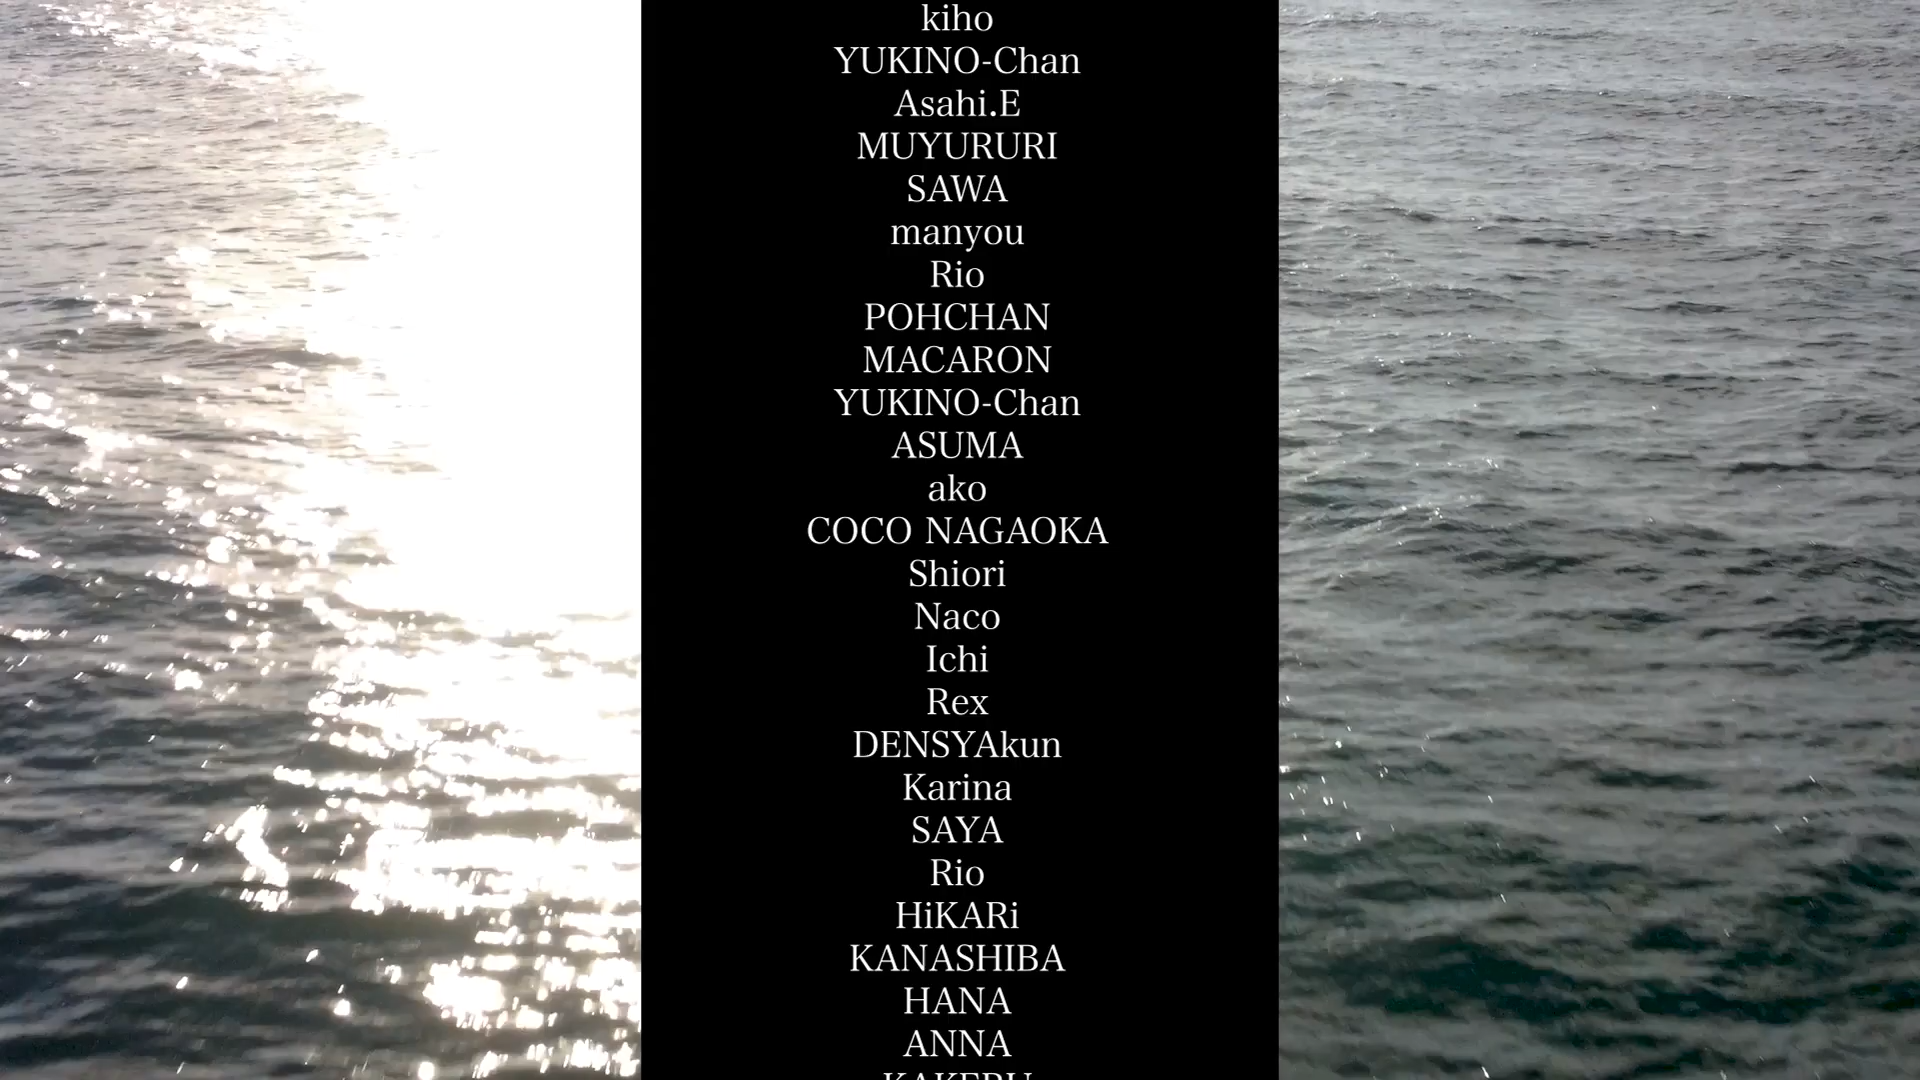 kiho
YUKINO-Chan
Asahi.E
MUYURURI
SAWA
manyou
Rio
POHCHAN
MACARON
YUKINO-Chan
ASUMA
ako
COCO NAGAOKA
Shiori
Naco
Ichi
Rex
DENSYAkun
Karina
SAYA
Rio
HiKARi
KANASHIBA
HANA
ANNA